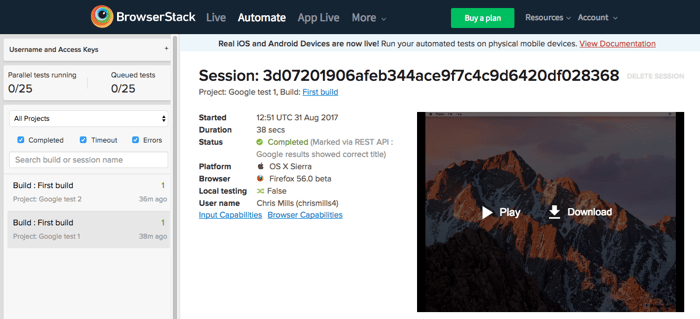 BrowserStack Live Automate App Live More Buy a plan Resources Account
Username and Access Keys +
Real iOS and Android Devices are now live! Run your automated tests on physical mobile devices. View Documentation
Parallel tests running Queued tests
0/25 0/25
All Projects
Completed Timeout Errors
Search build or session name
Build : First build 1
Project: Google test 2 36m ago
Build : First build 1
Project: Google test 1 38m ago
Session: 3d07201906afeb344ace9f7c4c9d6420df028368 DELETE SESSION
Project: Google test 1, Build: First build
Started 12:51 UTC 31 Aug 2017
Duration 38 secs
Status Completed (Marked via REST API :
Google results showed correct title)
Platform OS X Sierra
Browser Firefox 56.0 beta
Local testing False
User name Chris Mills (chrismills4)
Input Capabilities Browser Capabilities
Play Download